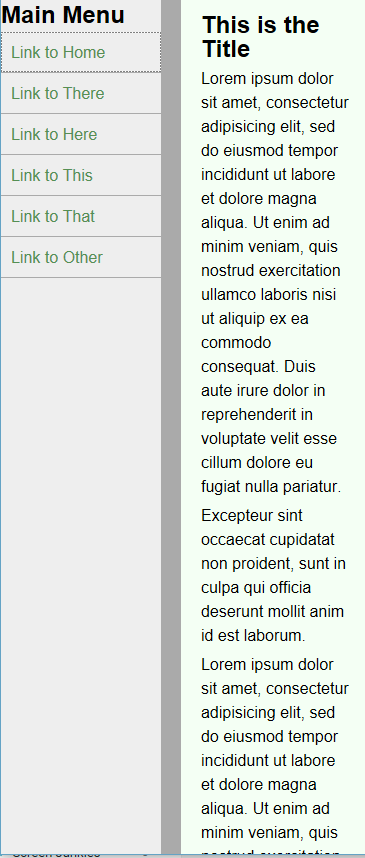 Main Menu
Link to Home
Link to There
Link to Here
Link to This
Link to That
Link to Other
This is the
Title
Lorem ipsum dolor
sit amet, consectetur
adipisicing elit, sed
do eiusmod tempor
incididunt ut labore
et dolore magna
aliqua. Ut enim ad
minim veniam, quis
nostrud exercitation
ullamco laboris nisi
ut aliquip ex ea
commodo
consequat. Duis
aute irure dolor in
reprehenderit in
voluptate velit esse
cillum dolore eu
fugiat nulla pariatur.
Excepteur sint
occaecat cupidatat
non proident, sunt in
culpa qui officia
deserunt mollit anim
id est laborum.
Lorem ipsum dolor
sit amet, consectetur
adipisicing elit, sed
do eiusmod tempor
incididunt ut labore
et dolore magna
aliqua. Ut enim ad
minim veniam, quis
nostrud exercitation